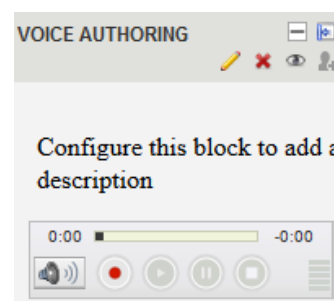 VOICE AUTHORING
Configure this block to add a
description
0:00 -0:00